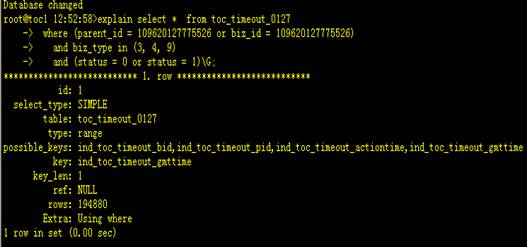 Database changed
root@toc1 12:52:58>explain select *  from toc_timeout_0127
    ->  where (parent_id = 109620127775526 or biz_id = 109620127775526)
    ->    and biz_type in (3, 4, 9)
    ->    and (status = 0 or status = 1)\G;
*************************** 1. row ***************************
           id: 1
  select_type: SIMPLE
        table: toc_timeout_0127
         type: range
possible_keys: ind_toc_timeout_bid,ind_toc_timeout_pid,ind_toc_timeout_actiontime,ind_toc_timeout_gmttime
          key: ind_toc_timeout_gmttime
      key_len: 1
          ref: NULL
         rows: 194880
        Extra: Using where
1 row in set (0.00 sec)